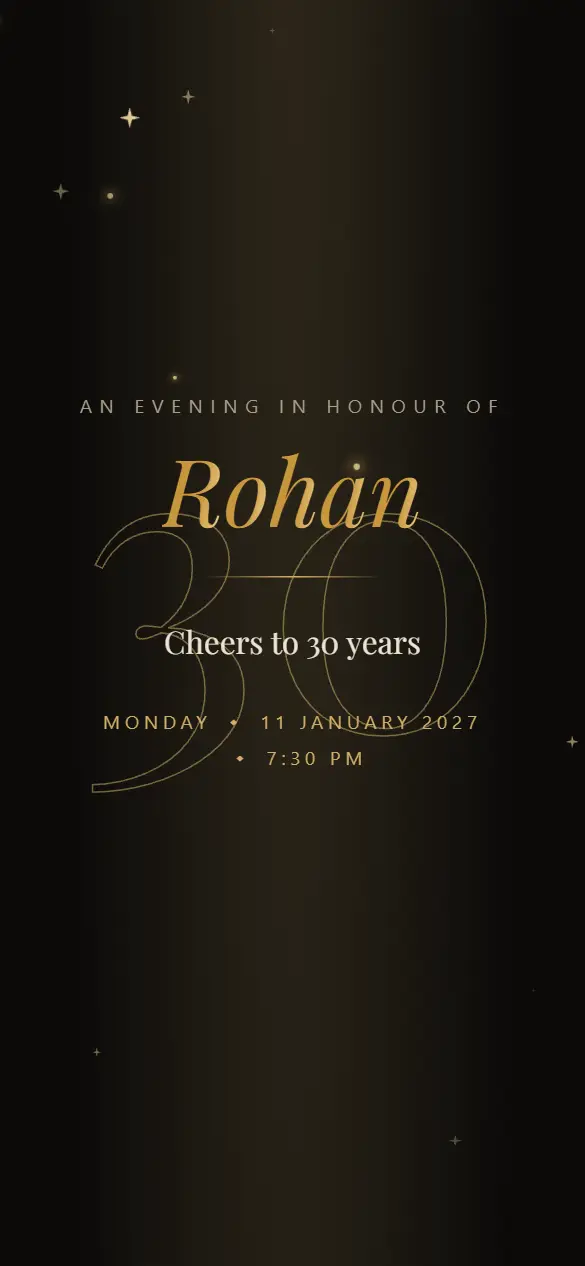 AN EVENING IN HONOUR OF
Rohan
30
Cheers to 30 years
MONDAY ◆ 11 JANUARY 2027
◆ 7:30 PM